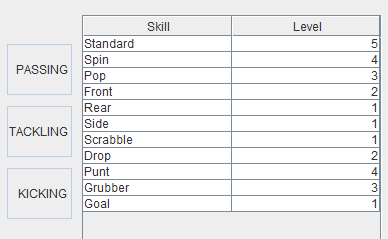 Skill Level
Standard 5
Spin 4
Pop 3
Front 2
Rear 1
Side 1
Scrabble 1
Drop 2
Punt 4
Grubber 3
Goal 1
PASSING
TACKLING
KICKING